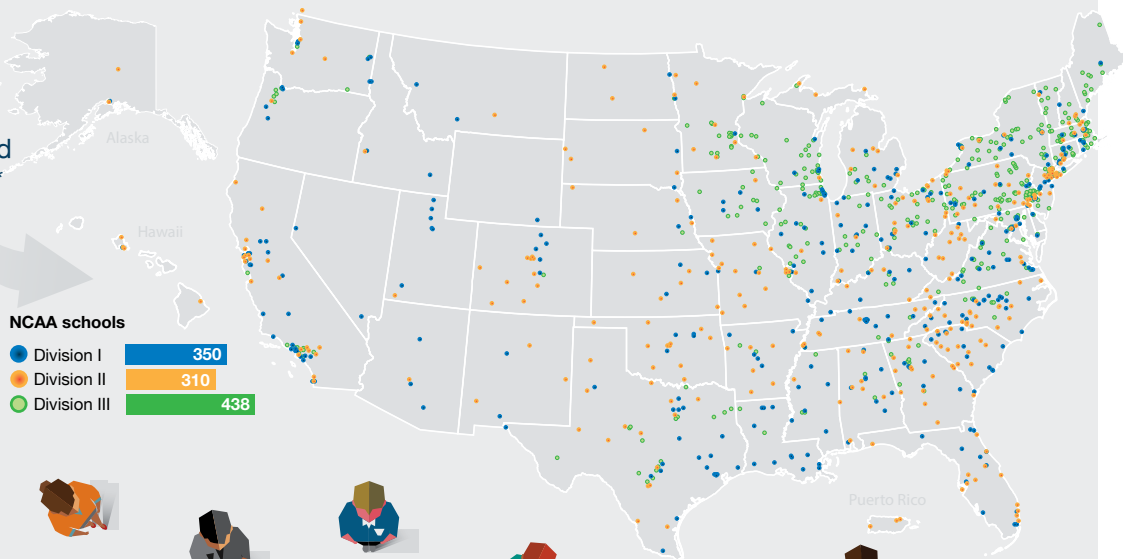 Alaska
d
Hawaii
NCAA schools
Division I 350
Division II 310
Division III 438
Puerto Rico